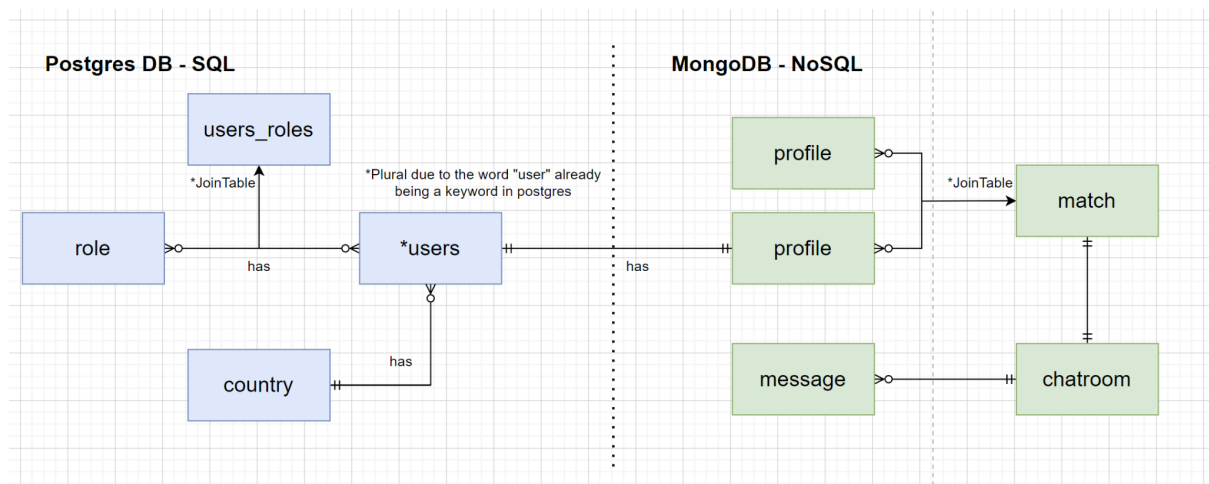 Postgres DB - SQL
MongoDB - NoSQL
users_roles
*JoinTable
*Plural due to the word "user" already
being a keyword in postgres
role
has
*users
has
country
has
profile
profile
*JoinTable
match
message
chatroom